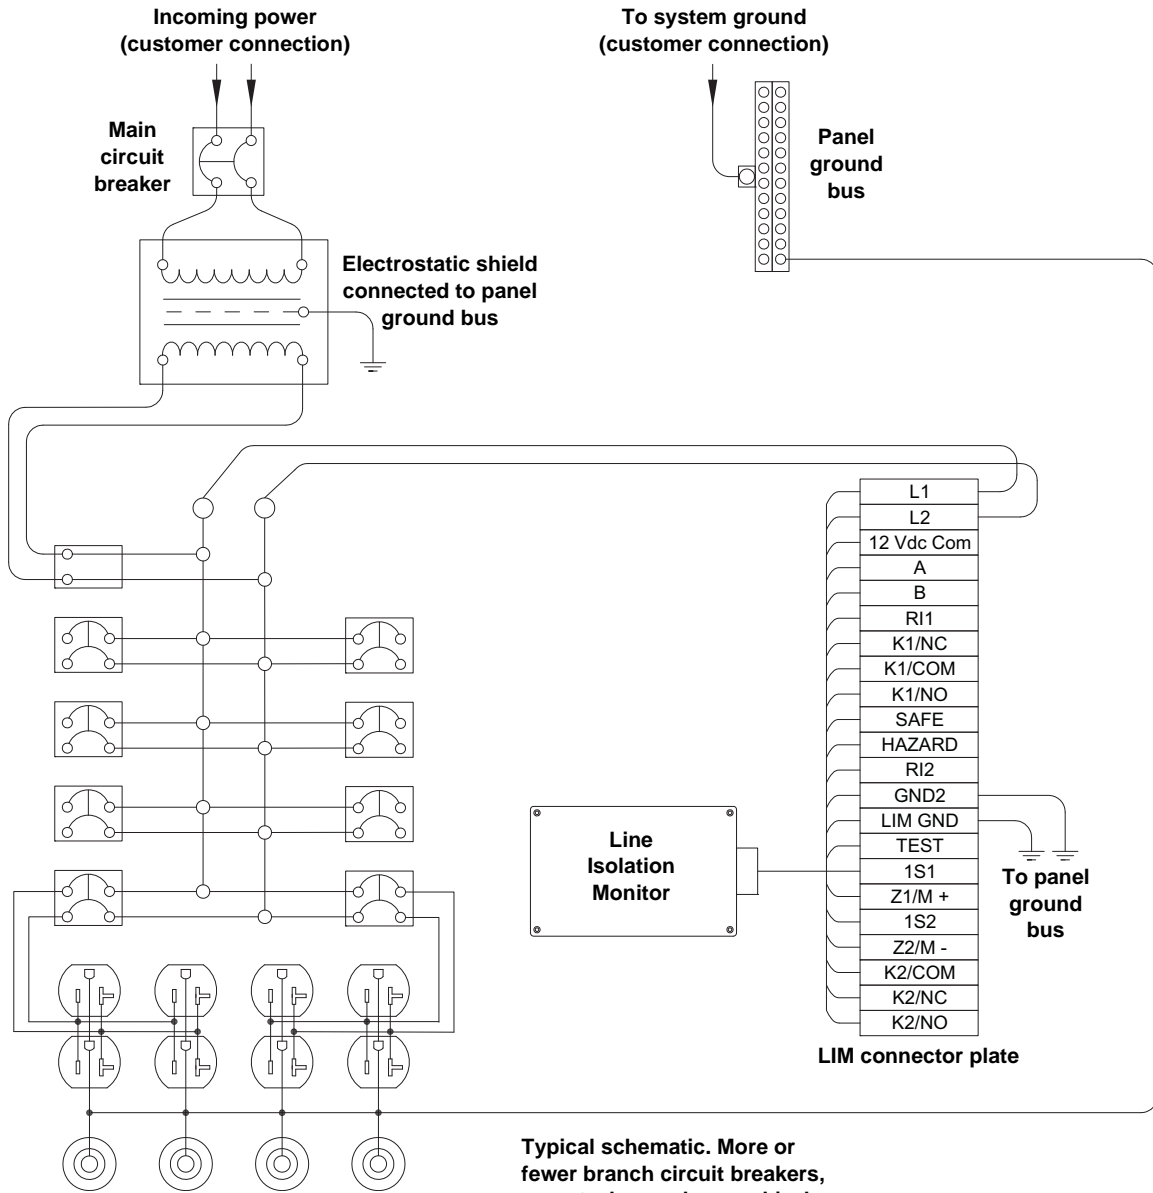 Incoming power
(customer connection)
To system ground
(customer connection)
Main
circuit
breaker
Panel
ground
bus
Electrostatic shield
connected to panel
ground bus
L1
L2
12 Vdc Com
A
B
RI1
K1/NC
K1/COM
K1/NO
SAFE
HAZARD
RI2
GND2
LIM GND
TEST
1S1
Z1/M +
1S2
Z2/M -
K2/COM
K2/NC
K2/NO
Line
Isolation
Monitor
To panel
ground
bus
LIM connector plate
Typical schematic. More or
fewer branch circuit breakers,